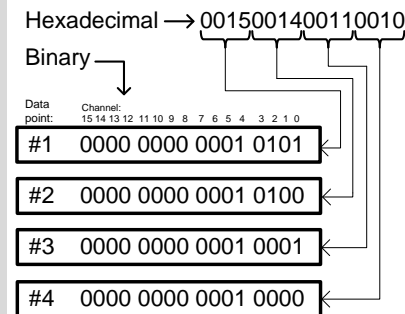 Hexadecimal 0015001400110010
Binary
Data point:
Channel:
15 14 13 12 11 10 9 8 7 6 5 4 3 2 1 0
#1 0000 0000 0001 0101
#2 0000 0000 0001 0100
#3 0000 0000 0001 0001
#4 0000 0000 0001 0000